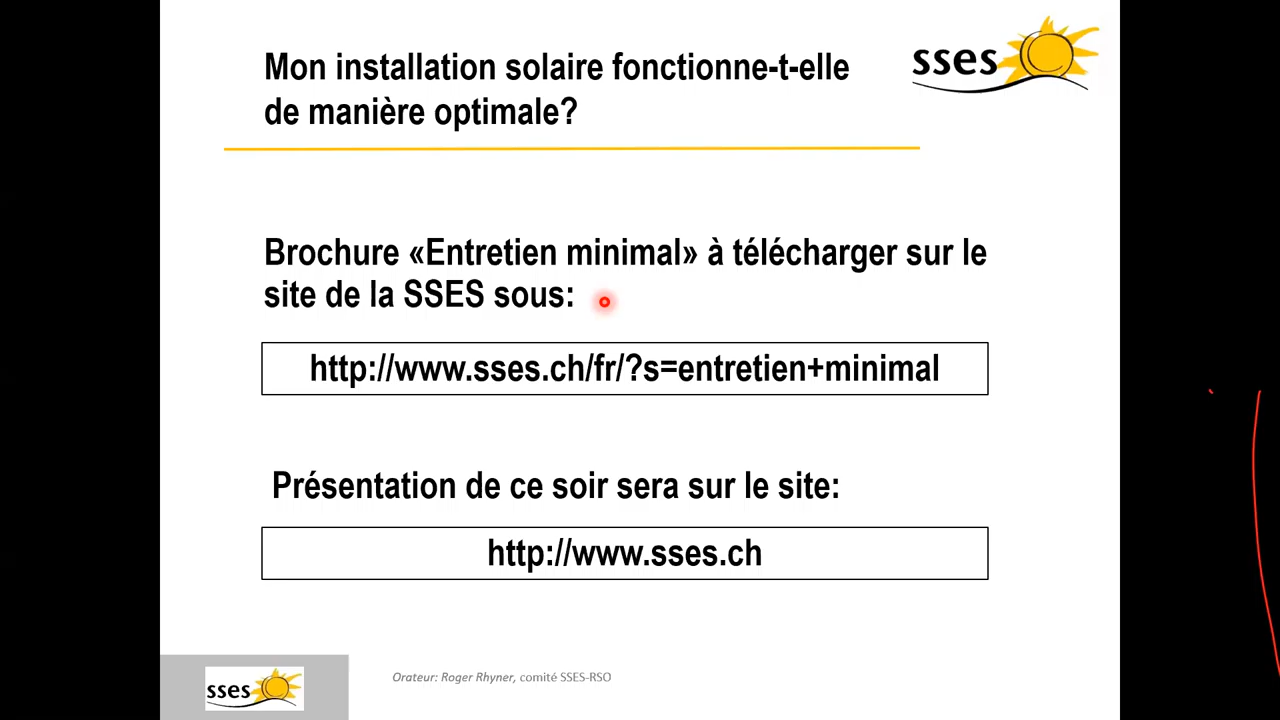 Mon installation solaire fonctionne-t-elle
de manière optimale?
sses
Brochure «Entretien minimal» à télécharger sur le
site de la SSES sous:
http://www.sses.ch/fr/?s=entretien+minimal
Présentation de ce soir sera sur le site:
http://www.sses.ch
sses
Orateur: Roger Rhyner, comité SSES-RSO